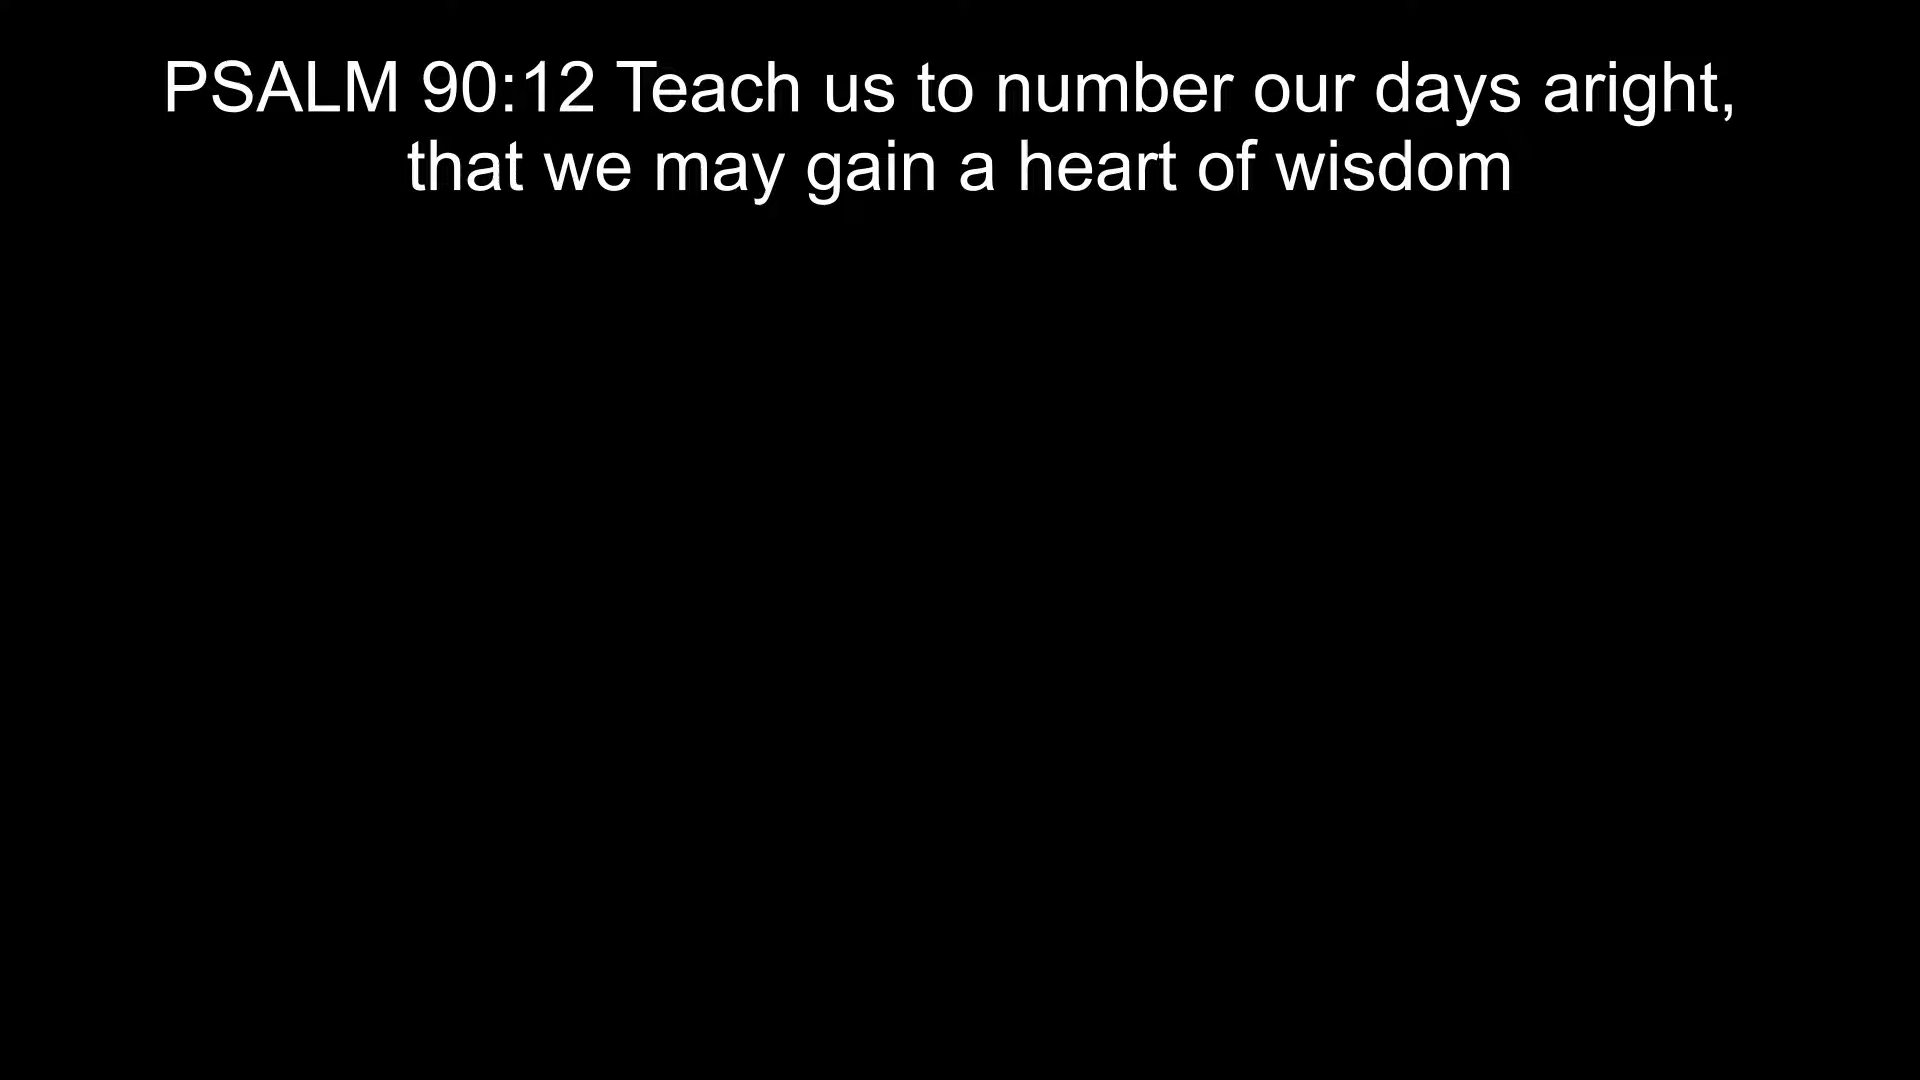 PSALM 90:12 Teach us to number our days aright,
that we may gain a heart of wisdom